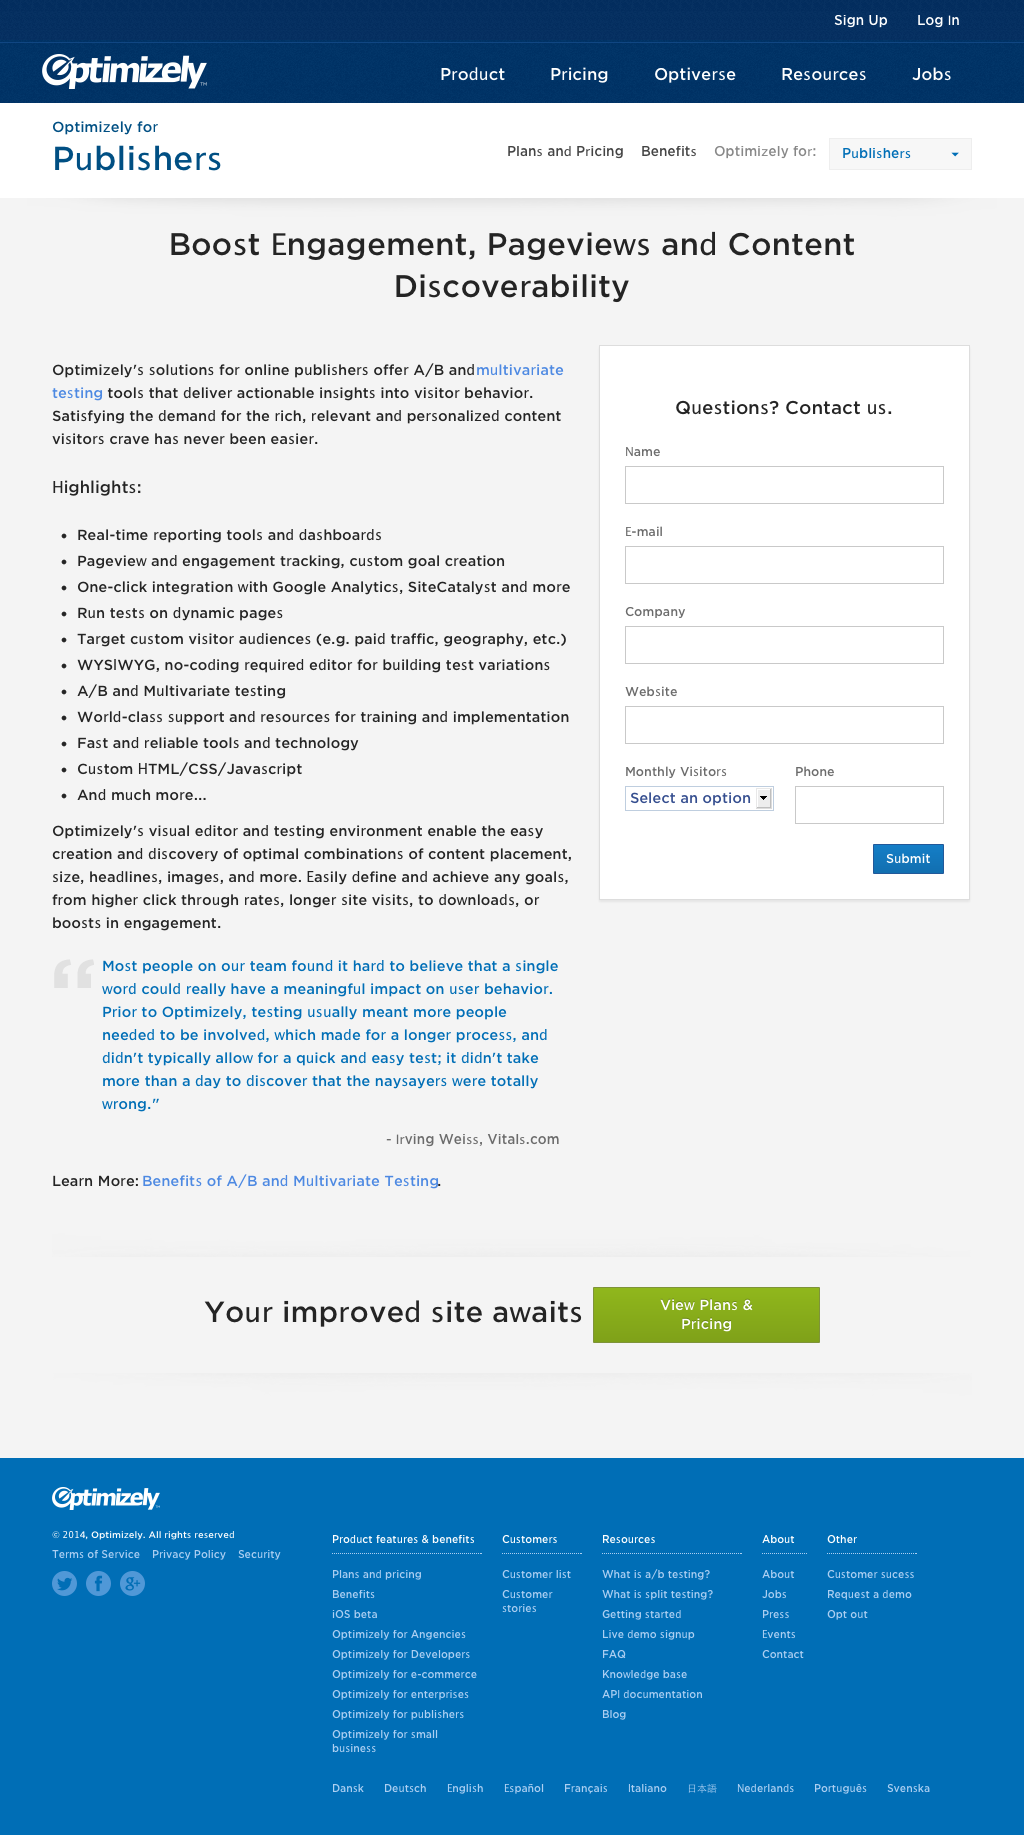 Sign Up Log In
Optimizely Product Pricing Optiverse Resources Jobs
Optimizely for
Publishers
Plans and Pricing Benefits Optimizely for: Publishers
Boost Engagement, Pageviews and Content
Discoverability
Optimizely's solutions for online publishers offer A/B and multivariate
testing tools that deliver actionable insights into visitor behavior.
Satisfying the demand for the rich, relevant and personalized content
visitors crave has never been easier.
Highlights:
• Real-time reporting tools and dashboards
• Pageview and engagement tracking, custom goal creation
• One-click integration with Google Analytics, SiteCatalyst and more
• Run tests on dynamic pages
• Target custom visitor audiences (e.g. paid traffic, geography, etc.)
• WYSIWYG, no-coding required editor for building test variations
• A/B and Multivariate testing
• World-class support and resources for training and implementation
• Fast and reliable tools and technology
• Custom HTML/CSS/Javascript
• And much more...
Optimizely's visual editor and testing environment enable the easy
creation and discovery of optimal combinations of content placement,
size, headlines, images, and more. Easily define and achieve any goals,
from higher click through rates, longer site visits, to downloads, or
boosts in engagement.
“ Most people on our team found it hard to believe that a single
word could really have a meaningful impact on user behavior.
Prior to Optimizely, testing usually meant more people
needed to be involved, which made for a longer process, and
didn't typically allow for a quick and easy test; it didn't take
more than a day to discover that the naysayers were totally
wrong."
- Irving Weiss, Vitals.com
Learn More: Benefits of A/B and Multivariate Testing.
Questions? Contact us.
Name
E-mail
Company
Website
Monthly Visitors Phone
Select an option
Submit
Your improved site awaits
View Plans &
Pricing
Optimizely
© 2014, Optimizely. All rights reserved
Terms of Service Privacy Policy Security
Product features & benefits
Plans and pricing
Benefits
iOS beta
Optimizely for Angencies
Optimizely for Developers
Optimizely for e-commerce
Optimizely for enterprises
Optimizely for publishers
Optimizely for small
business
Customers
Customer list
Customer
stories
Resources
What is a/b testing?
What is split testing?
Getting started
Live demo signup
FAQ
Knowledge base
API documentation
Blog
About
About
Jobs
Press
Events
Contact
Other
Customer sucess
Request a demo
Opt out
Dansk Deutsch English Español Français Italiano 日本語 Nederlands Português Svenska